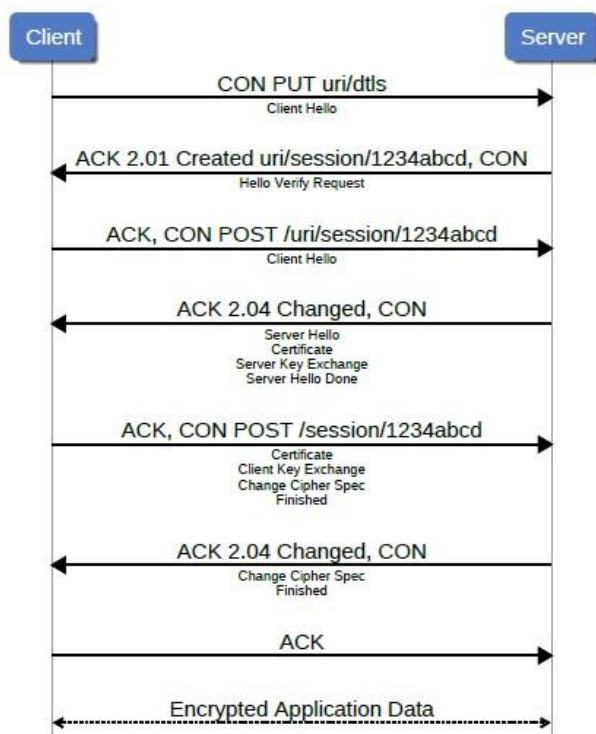 Client
Server
CON PUT uri/dtls
Client Hello
ACK 2.01 Created uri/session/1234abcd, CON
Hello Verify Request
ACK, CON POST /uri/session/1234abcd
Client Hello
ACK 2.04 Changed, CON
Server Hello
Certificate
Server Key Exchange
Server Hello Done
ACK, CON POST /session/1234abcd
Certificate
Client Key Exchange
Change Cipher Spec
Finished
ACK 2.04 Changed, CON
Change Cipher Spec
Finished
ACK
Encrypted Application Data